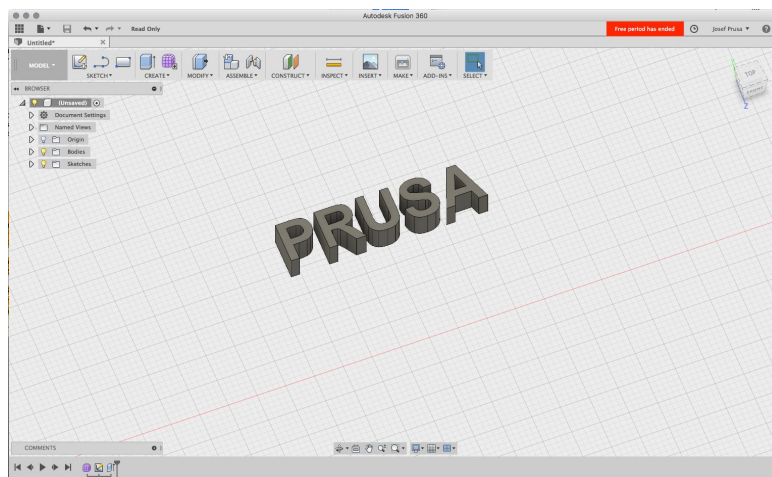 Autodesk Fusion 360
Read Only
Free period has ended
Josef Prusa
Untitled*
MODEL
SKETCH
CREATE
MODIFY
ASSEMBLE
CONSTRUCT
INSPECT
INSERT
MAKE
ADD-INS
SELECT
BROWSER
(Unsaved)
Document Settings
Named Views
Origin
Bodies
Sketches
TOP
Z
PRUSA
COMMENTS